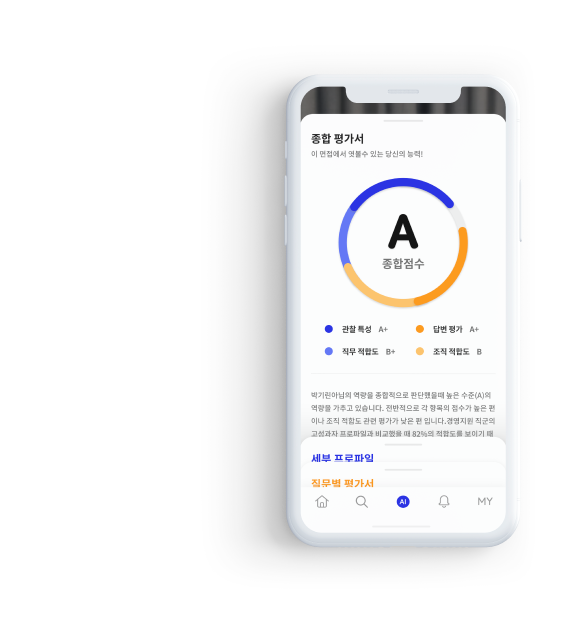 종합 평가서
이 면접에서 엿볼수 있는 당신의 능력!
A
종합점수
관찰 특성 A+
답변 평가 A+
직무 적합도 B+
조직 적합도 B
박기린아님의 역량을 종합적으로 판단했을때 높은 수준(A)의
역량을 가추고 있습니다. 전반적으로 각 항목의 점수가 높은 편
이나 조직 적합도 관련 평가가 낮은 편 입니다.경영지원 직군의
고성과자 프로파일과 비교했을 때 82%의 적합도를 보이기 때
세부 프로파일
질문별 평가서
AI
MY